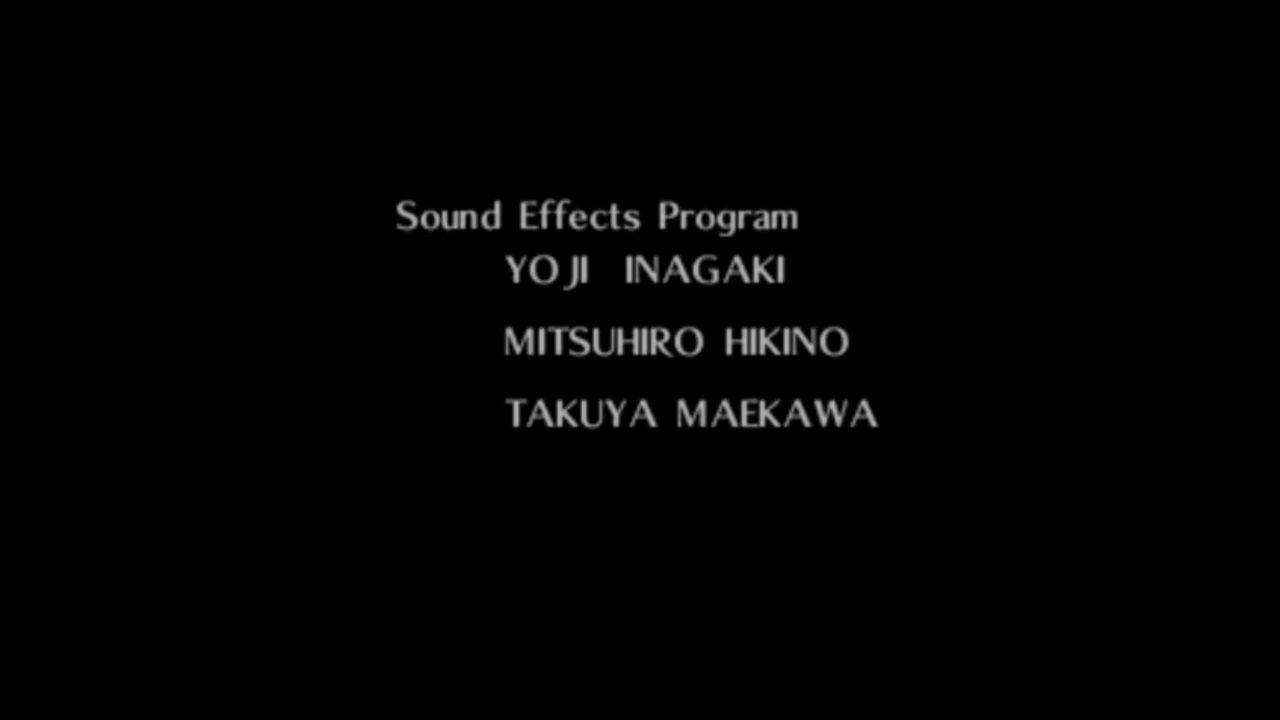 Sound Effects Program
YOJI INAGAKI
MITSUHIRO HIKINO
TAKUYA MAEKAWA